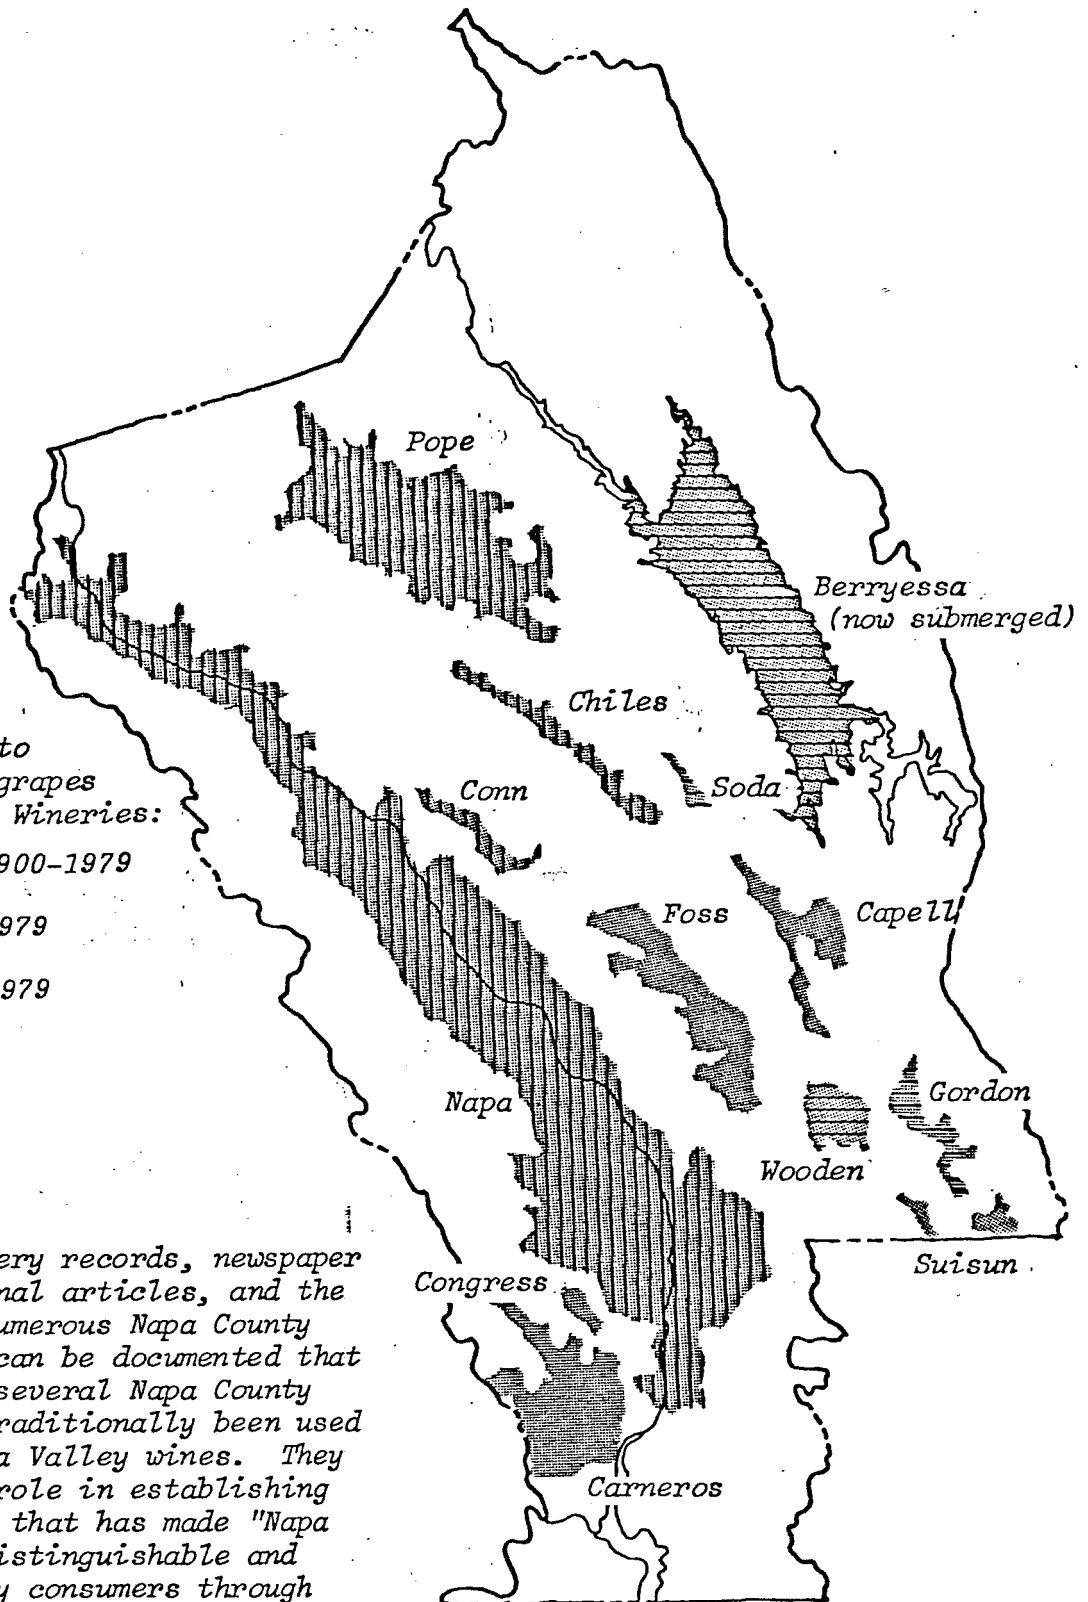 Pope
Berryessa
(now submerged)
Chiles
to
grapes
Wineries:
Conn
Soda
900-1979
979
979
Foss
Capell
Napa
Gordon
Wooden
Suisun
Congress
Carneros
ery records, newspaper
nal articles, and the
umerous Napa County
can be documented that
several Napa County
raditionally been used
a Valley wines. They
role in establishing
that has made "Napa
istinguishable and
y consumers through